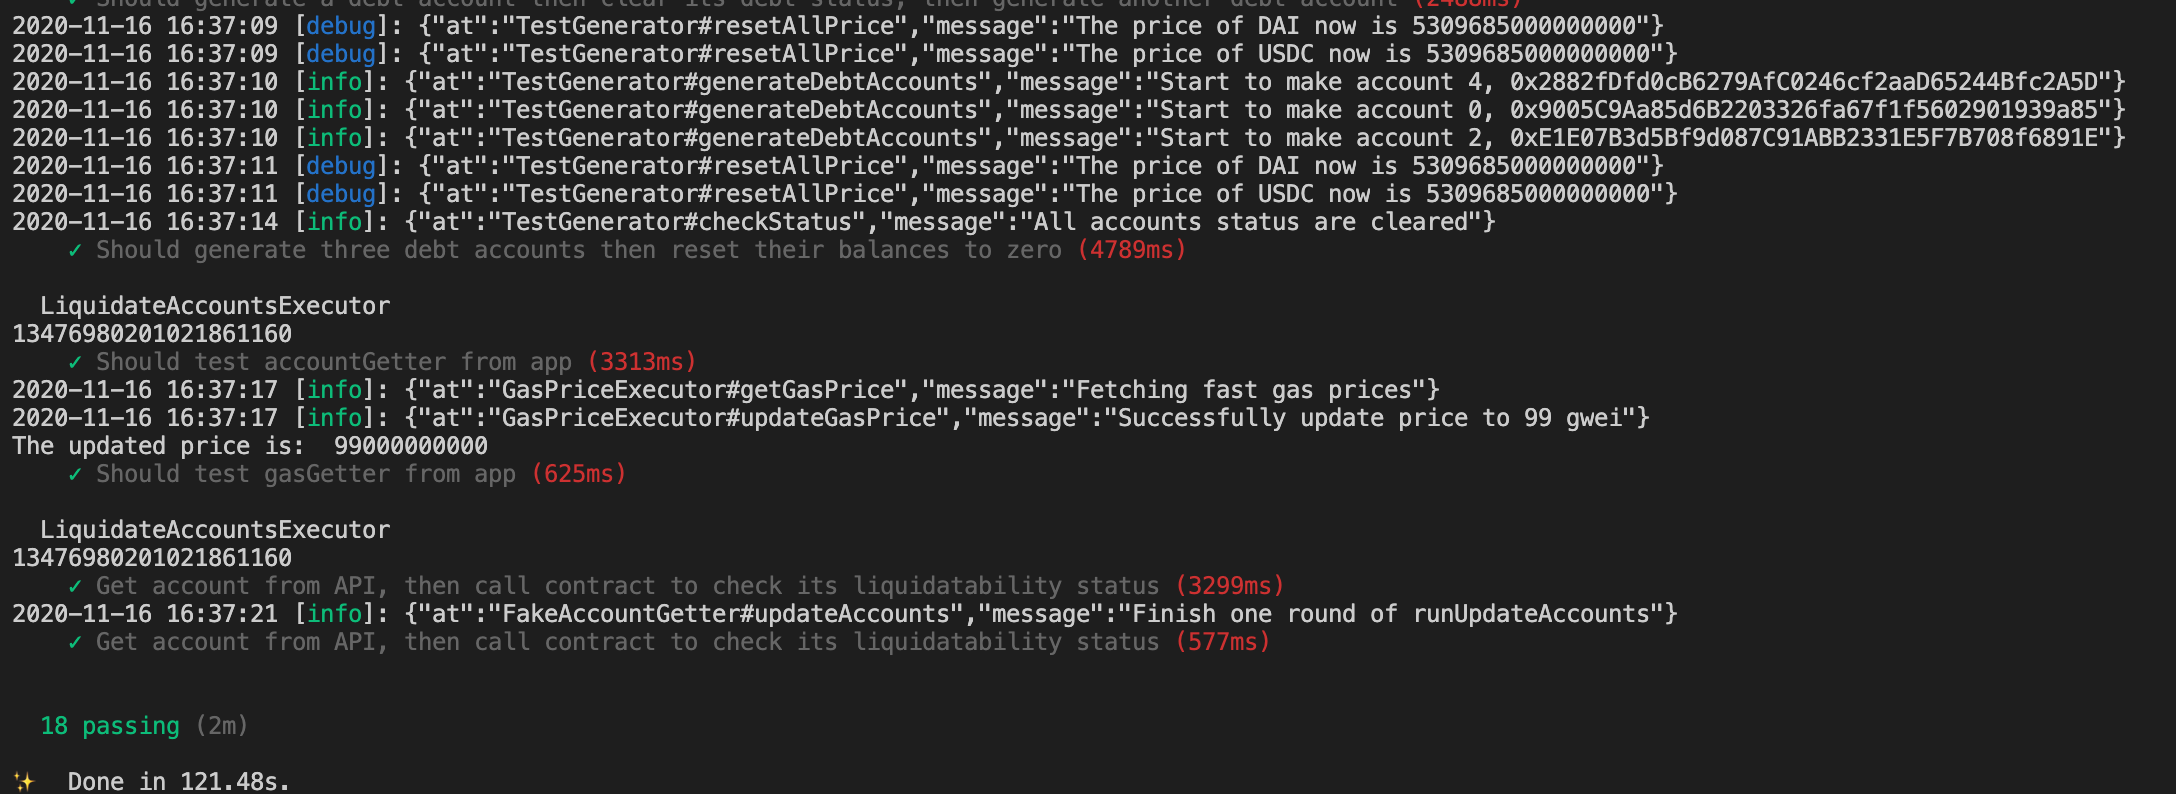 ✓ Should generate a debt account then clear its debt status, then generate another debt account (2488ms)
2020-11-16 16:37:09 [debug]: {"at":"TestGenerator#resetAllPrice","message":"The price of DAI now is 5309685000000000"}
2020-11-16 16:37:09 [debug]: {"at":"TestGenerator#resetAllPrice","message":"The price of USDC now is 5309685000000000"}
2020-11-16 16:37:10 [info]: {"at":"TestGenerator#generateDebtAccounts","message":"Start to make account 4, 0x2882fDfd0cB6279AfC0246cf2aaD65244Bfc2A5D"}
2020-11-16 16:37:10 [info]: {"at":"TestGenerator#generateDebtAccounts","message":"Start to make account 0, 0x9005C9Aa85d6B2203326fa67f1f5602901939a85"}
2020-11-16 16:37:10 [info]: {"at":"TestGenerator#generateDebtAccounts","message":"Start to make account 2, 0xE1E07B3d5Bf9d087C91ABB2331E5F7B708f6891E"}
2020-11-16 16:37:11 [debug]: {"at":"TestGenerator#resetAllPrice","message":"The price of DAI now is 5309685000000000"}
2020-11-16 16:37:11 [debug]: {"at":"TestGenerator#resetAllPrice","message":"The price of USDC now is 5309685000000000"}
2020-11-16 16:37:14 [info]: {"at":"TestGenerator#checkStatus","message":"All accounts status are cleared"}
✓ Should generate three debt accounts then reset their balances to zero (4789ms)
LiquidateAccountsExecutor
13476980201021861160
✓ Should test accountGetter from app (3313ms)
2020-11-16 16:37:17 [info]: {"at":"GasPriceExecutor#getGasPrice","message":"Fetching fast gas prices"}
2020-11-16 16:37:17 [info]: {"at":"GasPriceExecutor#updateGasPrice","message":"Successfully update price to 99 gwei"}
The updated price is:  99000000000
✓ Should test gasGetter from app (625ms)
LiquidateAccountsExecutor
13476980201021861160
✓ Get account from API, then call contract to check its liquidatability status (3299ms)
2020-11-16 16:37:21 [info]: {"at":"FakeAccountGetter#updateAccounts","message":"Finish one round of runUpdateAccounts"}
✓ Get account from API, then call contract to check its liquidatability status (577ms)
18 passing (2m)
✨ Done in 121.48s.